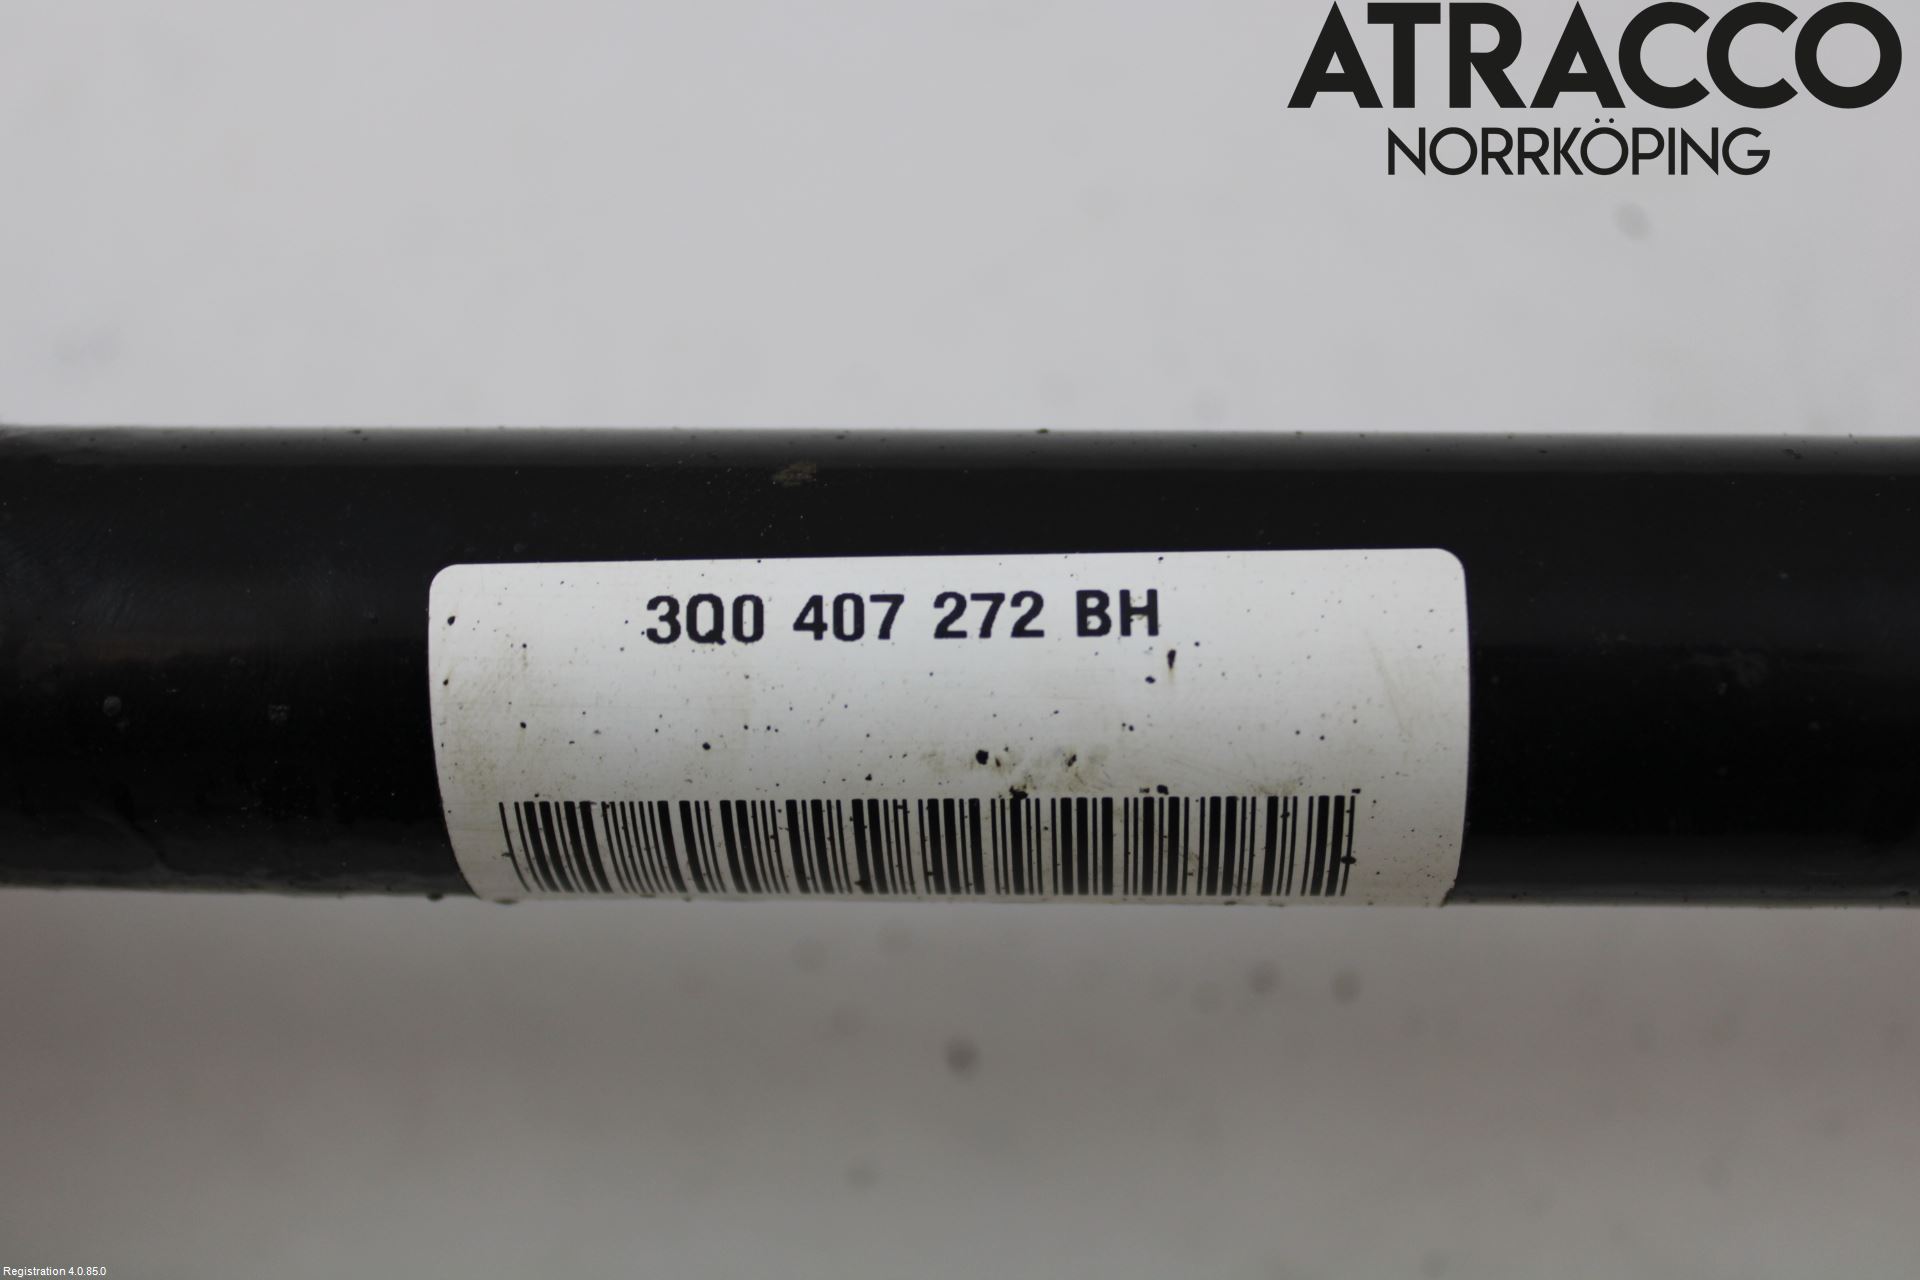 ATRACCO
NORRKÖPING
3Q0 407 272 BH
Registration 4.0.85.0